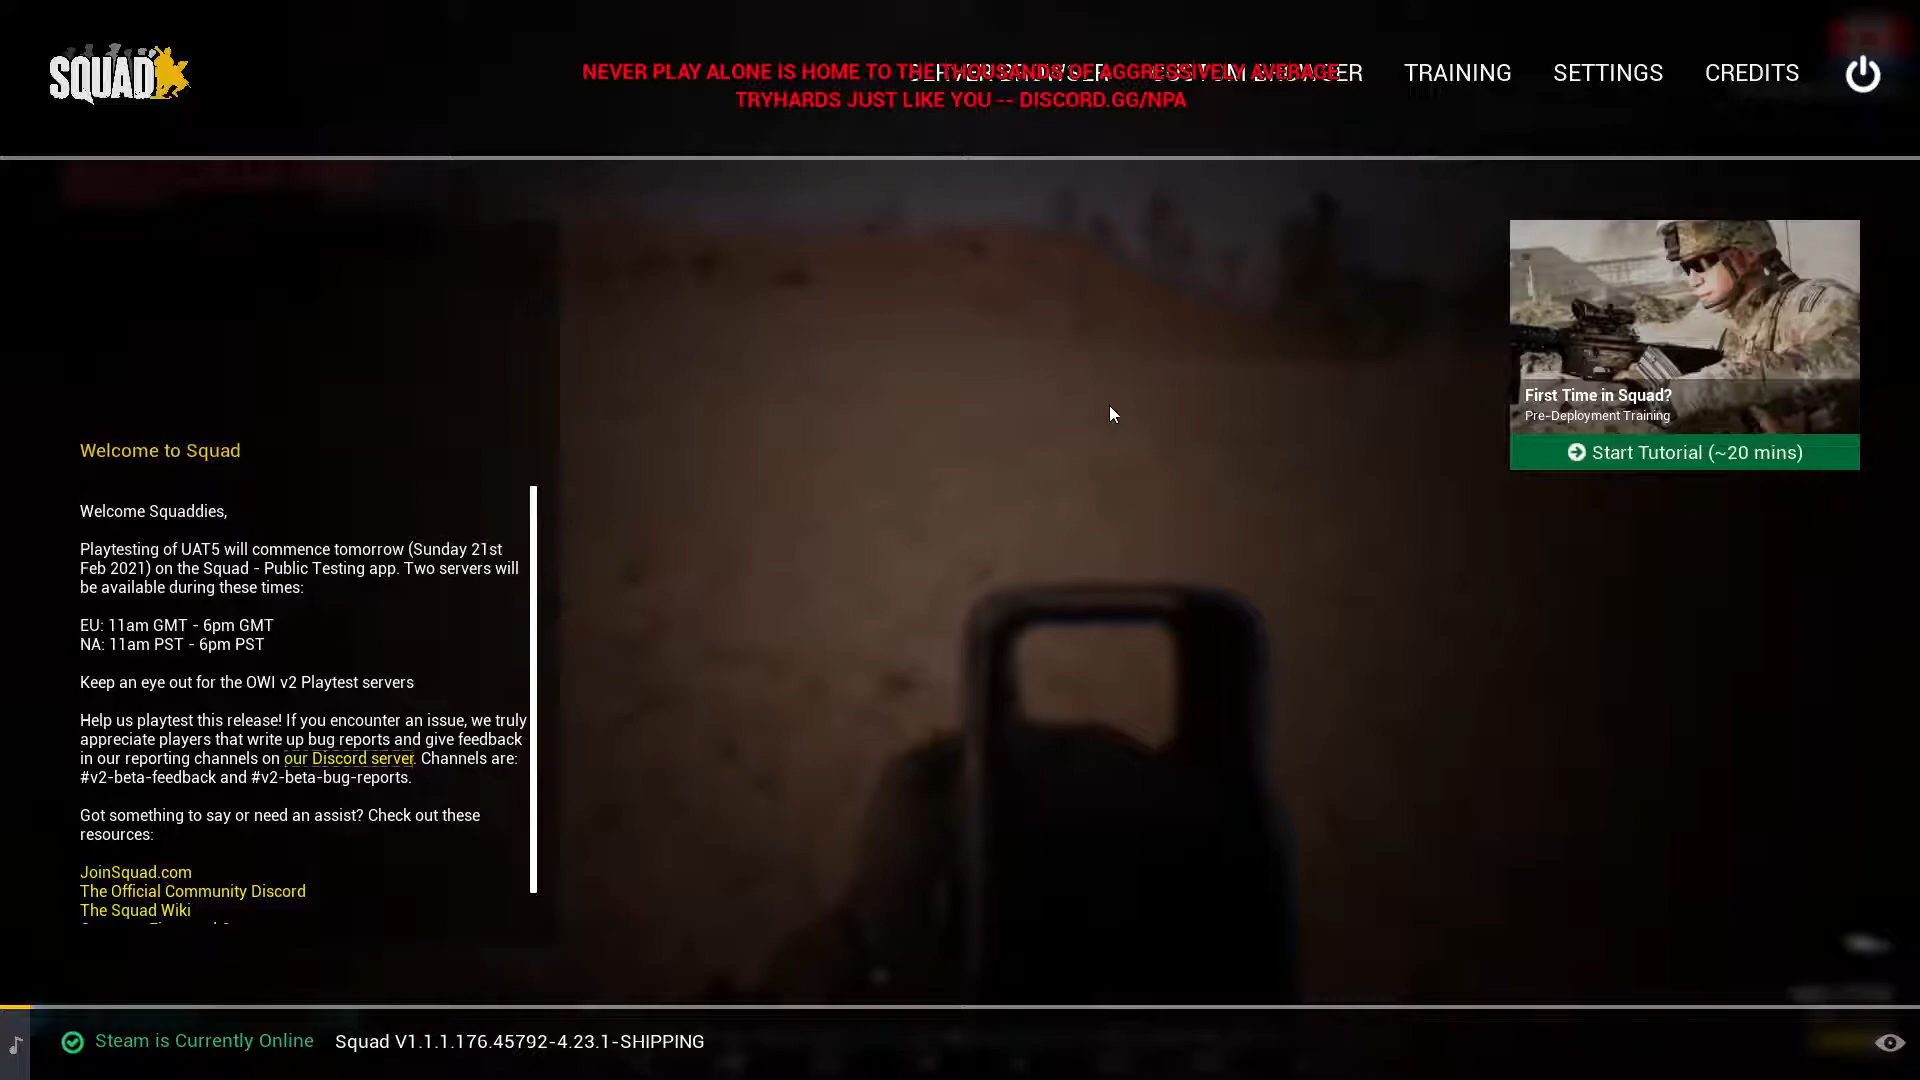 SQUAD
NEVER PLAY ALONE IS HOME TO THE THOUSANDS OF AGGRESSIVELY AVERAGE
TRYHARDS JUST LIKE YOU -- DISCORD.GG/NPA
TRAINING
SETTINGS
CREDITS
First Time in Squad?
Pre-Deployment Training
Start Tutorial (~20 mins)
Welcome to Squad
Welcome Squaddies,
Playtesting of UAT5 will commence tomorrow (Sunday 21st
Feb 2021) on the Squad - Public Testing app. Two servers will
be available during these times:
EU: 11am GMT - 6pm GMT
NA: 11am PST - 6pm PST
Keep an eye out for the OWI v2 Playtest servers
Help us playtest this release! If you encounter an issue, we truly
appreciate players that write up bug reports and give feedback
in our reporting channels on our Discord server. Channels are:
#v2-beta-feedback and #v2-beta-bug-reports.
Got something to say or need an assist? Check out these
resources:
JoinSquad.com
The Official Community Discord
The Squad Wiki
Steam is Currently Online
Squad V1.1.1.176.45792-4.23.1-SHIPPING